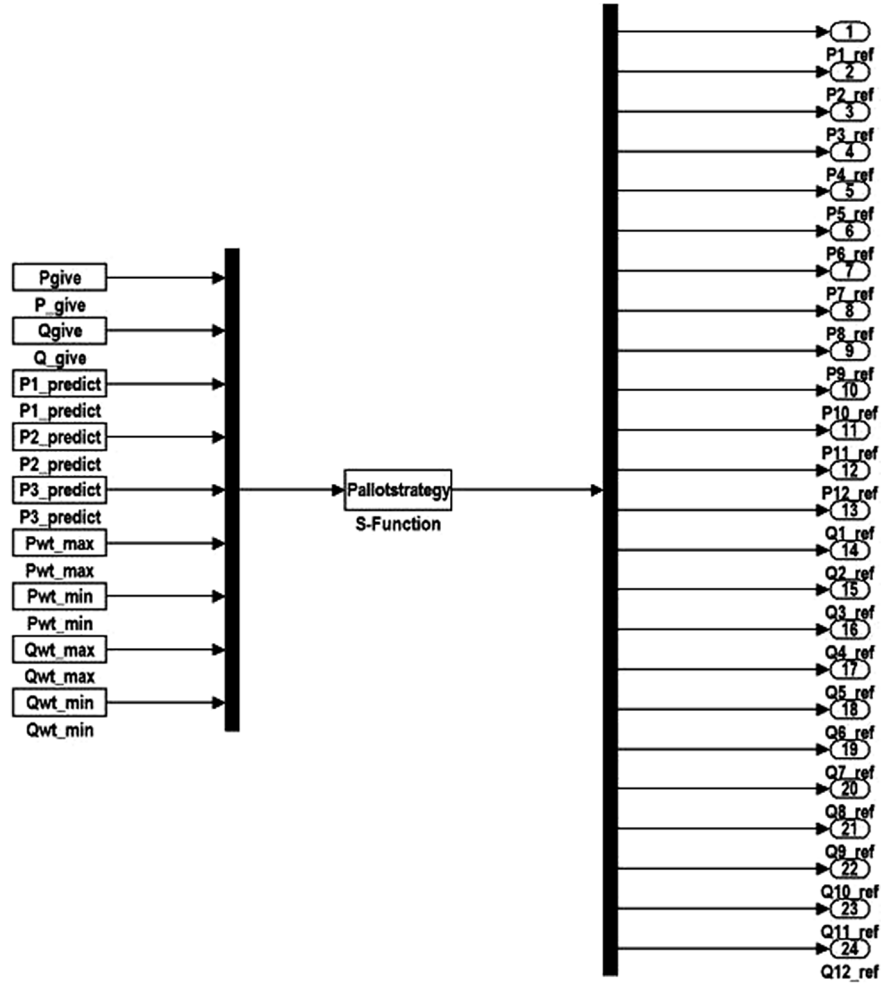 Pgive
P_give
Qgive
Q_give
P1_predict
P1_predict
P2_predict
P2_predict
P3_predict
P3_predict
Pwt_max
Pwt_max
Pwt_min
Pwt_min
Qwt_max
Qwt_max
Qwt_min
Qwt_min
Pallotstrategy
S-Function
1
P1_ref
2
P2_ref
3
P3_ref
4
P4_ref
5
P5_ref
6
P6_ref
7
P7_ref
8
P8_ref
9
P9_ref
10
P10_ref
11
P11_ref
12
P12_ref
13
Q1_ref
14
Q2_ref
15
Q3_ref
16
Q4_ref
17
Q5_ref
18
Q6_ref
19
Q7_ref
20
Q8_ref
21
Q9_ref
22
Q10_ref
23
Q11_ref
24
Q12_ref